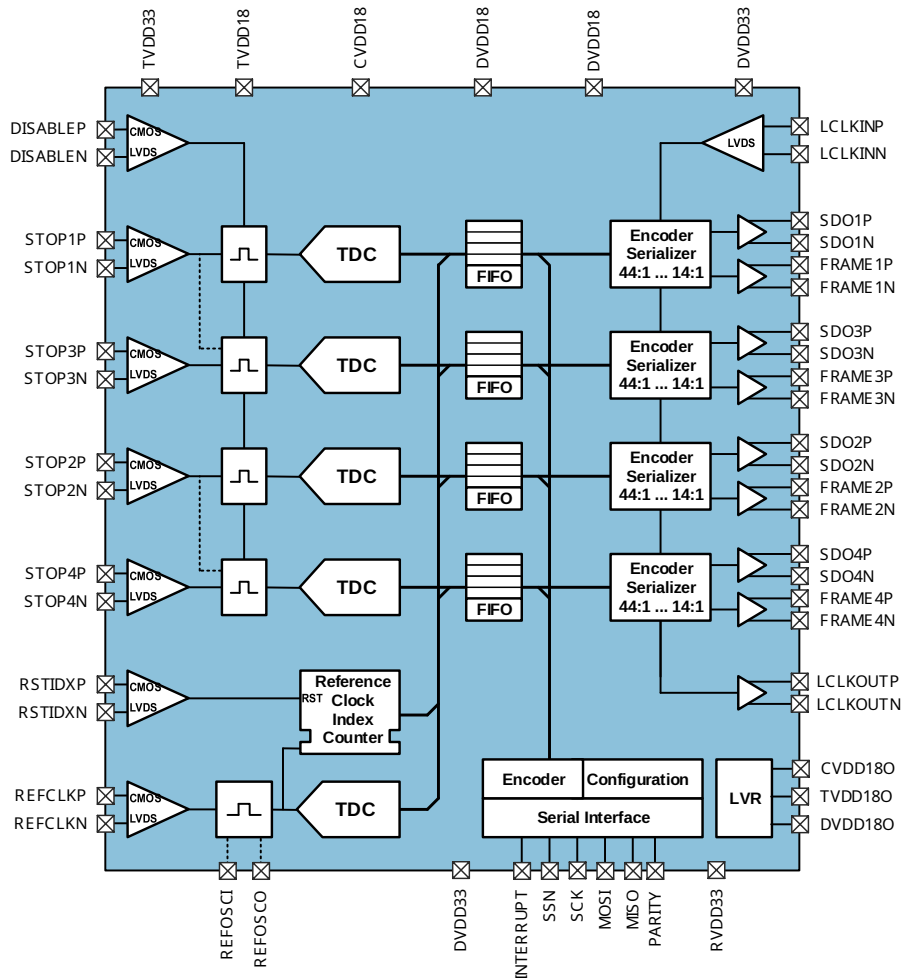 TVDD33
TVDD18
CVDD18
DVDD18
DVDD18
DVDD33
DISABLEP
DISABLEN
CMOS
LVDS
LVDS
LCLKINP
LCLKINN
STOP1P
STOP1N
CMOS
LVDS
TDC
FIFO
Encoder
Serializer
44:1 ... 14:1
SDO1P
SDO1N
FRAME1P
FRAME1N
STOP3P
STOP3N
CMOS
LVDS
TDC
FIFO
Encoder
Serializer
44:1 ... 14:1
SDO3P
SDO3N
FRAME3P
FRAME3N
STOP2P
STOP2N
CMOS
LVDS
TDC
FIFO
Encoder
Serializer
44:1 ... 14:1
SDO2P
SDO2N
FRAME2P
FRAME2N
STOP4P
STOP4N
CMOS
LVDS
TDC
FIFO
Encoder
Serializer
44:1 ... 14:1
SDO4P
SDO4N
FRAME4P
FRAME4N
RSTIDXP
RSTIDXN
CMOS
LVDS
RST
Reference
Clock
Index
Counter
LCLKOUTP
LCLKOUTN
REFCLKP
REFCLKN
CMOS
LVDS
TDC
Encoder
Configuration
Serial Interface
LVR
CVDD18O
TVDD18O
DVDD18O
REFOSCI
REFOSCO
DVDD33
INTERRUPT
SSN
SCK
MOSI
MISO
PARITY
RVDD33